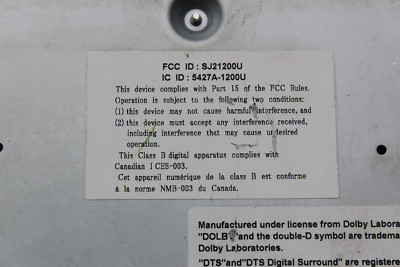 FCC ID : SJ21200U
IC ID : 5427A-1200U
This device complies with Part 15 of the FCC Rules.
Operation is subject to the following two conditions:
(1) this device may not cause harmful interference, and
(2) this device must accept any interference received,
including interference that may cause undesired
operation.
This Class B digital apparatus complies with
Canadian ICES-003.
Cet appareil numérique de la class B est conforme
à la norme NMB-003 du Canada.
Manufactured under license from Dolby Labora
"DOLBY" and the double-D symbol are tradema
Dolby Laboratories.
"DTS" and "DTS Digital Surround" are registere